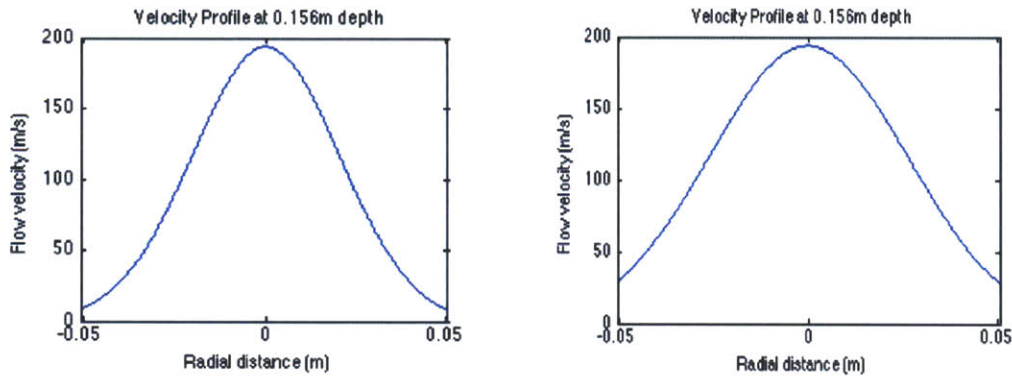 Velocity Profile at 0.156m depth
200
150
100
50
0
-0.05
0
0.05
Flow velocity (m/s)
Radial distance (m)
Velocity Profile at 0.156m depth
200
150
100
50
0
-0.05
0
0.05
Flow velocity (m/s)
Radial distance (m)